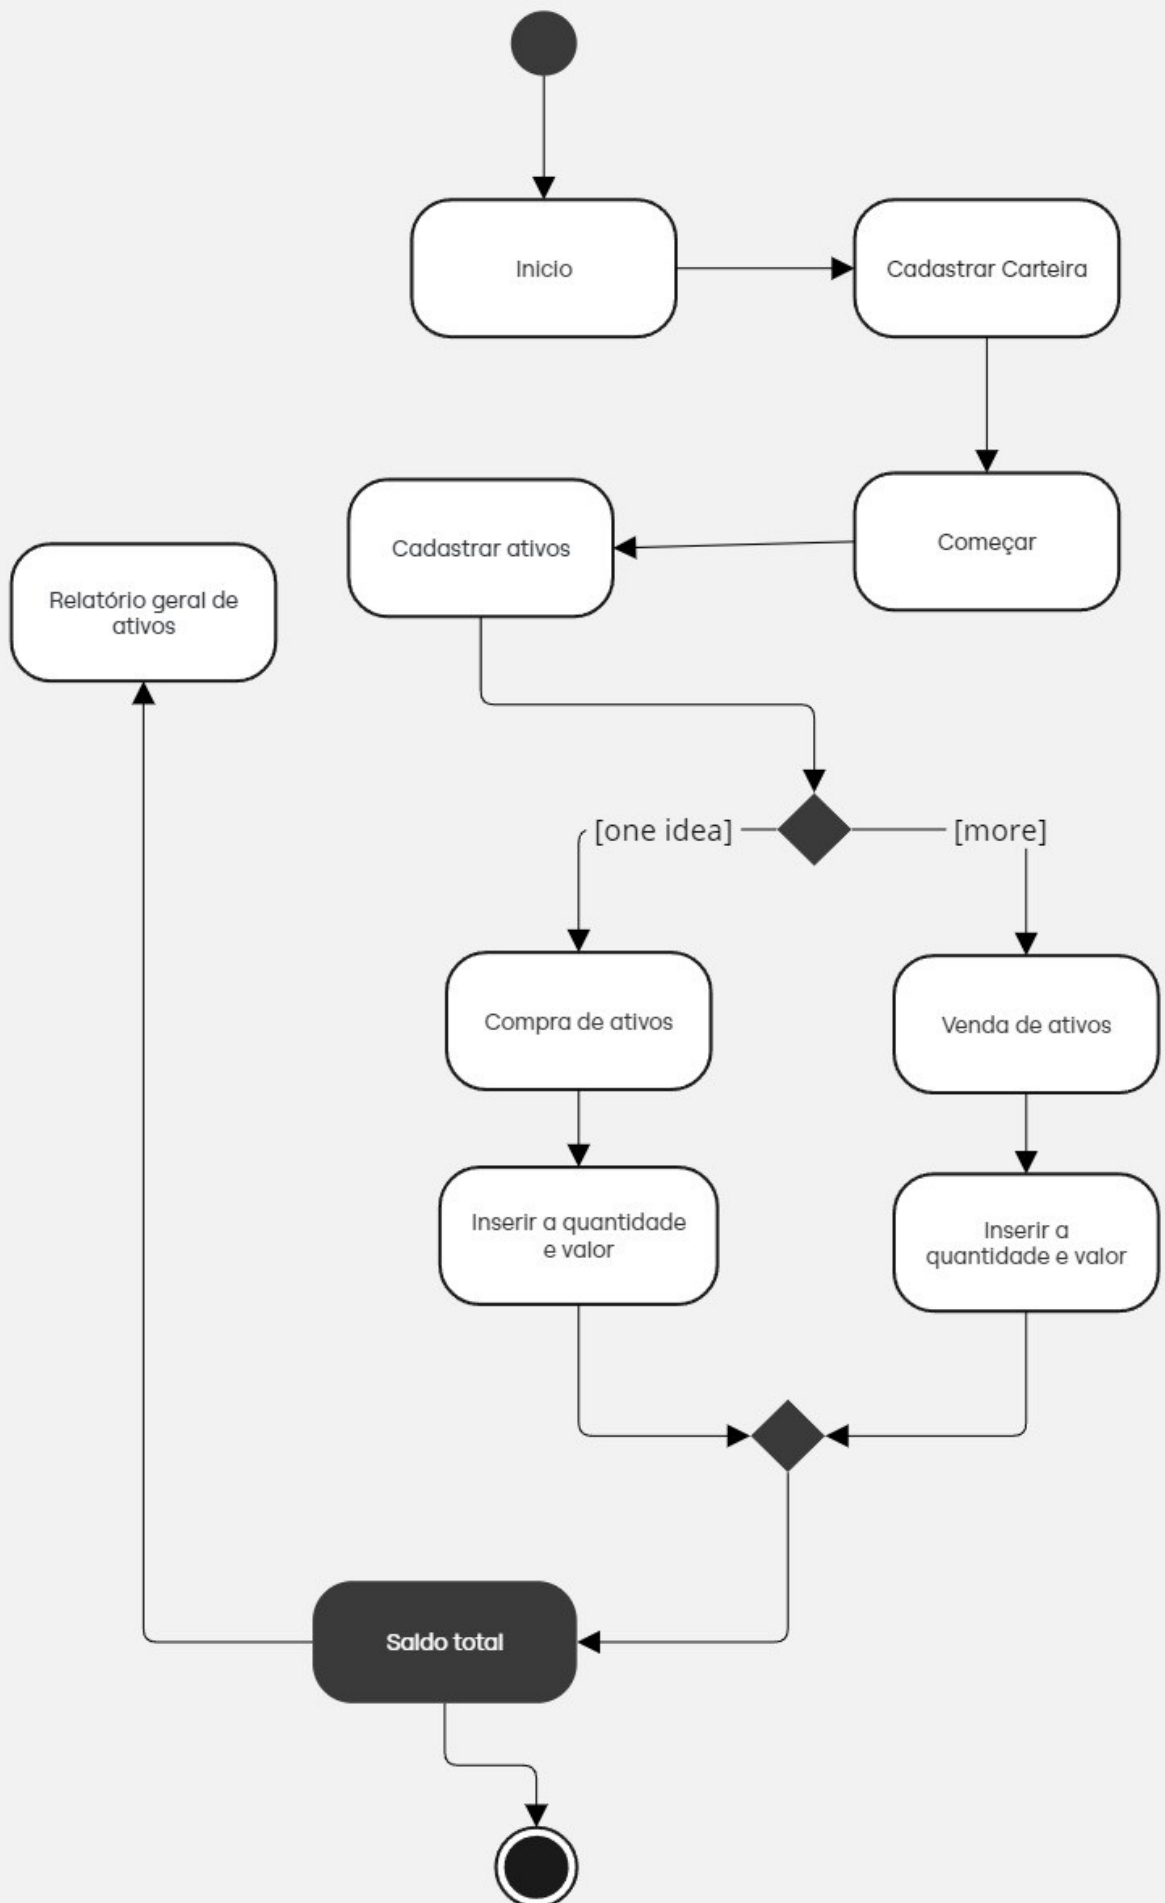 Inicio
Cadastrar Carteira
Começar
Cadastrar ativos
Relatório geral de
ativos
[one idea]
[more]
Compra de ativos
Venda de ativos
Inserir a quantidade
e valor
Inserir a
quantidade e valor
Saldo total